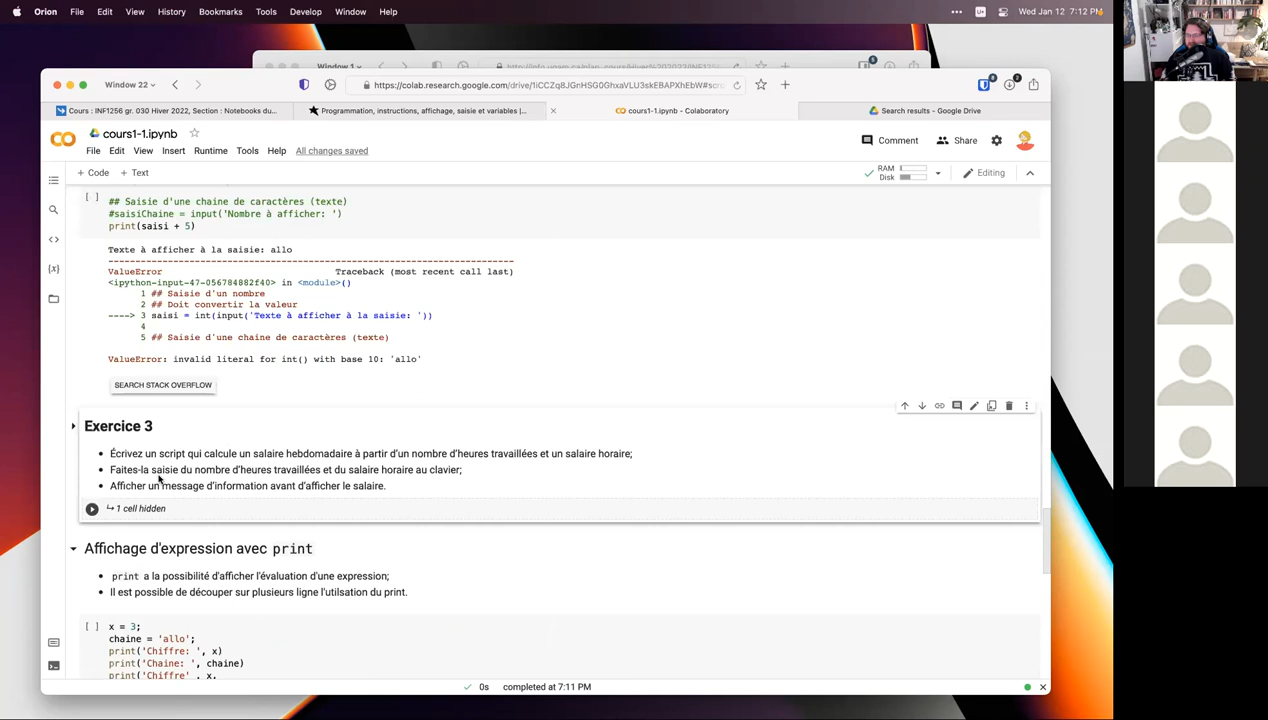 Orion File Edit View History Bookmarks Tools Develop Window Help
Wed Jan 12 7:12 PM
Window 1
Window 22
https://colab.research.google.com/drive/1iCCZq8JGnHSG0GhxaVLU3skEBAPXhEbW#scro
Cours : INF1256 gr. 030 Hiver 2022, Section : Notebooks du...
Programmation, instructions, affichage, saisie et variables |...
cours1-1.ipynb - Colaboratory
Search results - Google Drive
cours1-1.ipynb
Comment
Share
File Edit View Insert Runtime Tools Help All changes saved
+ Code + Text
RAM
Disk
Editing
[ ] ## Saisie d'une chaine de caractères (texte)
#saisiChaine = input('Nombre à afficher: ')
print(saisi + 5)
Texte à afficher à la saisie: allo
---------------------------------------------------------------------------
ValueError Traceback (most recent call last)
<ipython-input-47-056784882f40> in <module>()
1 ## Saisie d'un nombre
2 ## Doit convertir la valeur
----> 3 saisi = int(input('Texte à afficher à la saisie: '))
4
5 ## Saisie d'une chaine de caractères (texte)
ValueError: invalid literal for int() with base 10: 'allo'
SEARCH STACK OVERFLOW
Exercice 3
• Écrivez un script qui calcule un salaire hebdomadaire à partir d'un nombre d'heures travaillées et un salaire horaire;
• Faites-la saisie du nombre d'heures travaillées et du salaire horaire au clavier;
• Afficher un message d'information avant d'afficher le salaire.
1 cell hidden
Affichage d'expression avec print
• print a la possibilité d'afficher l'évaluation d'une expression;
• Il est possible de découper sur plusieurs ligne l'utilsation du print.
[ ] x = 3;
chaine = 'allo';
print('Chiffre: ', x)
print('Chaine: ', chaine)
print('Chiffre' , x,
0s completed at 7:11 PM